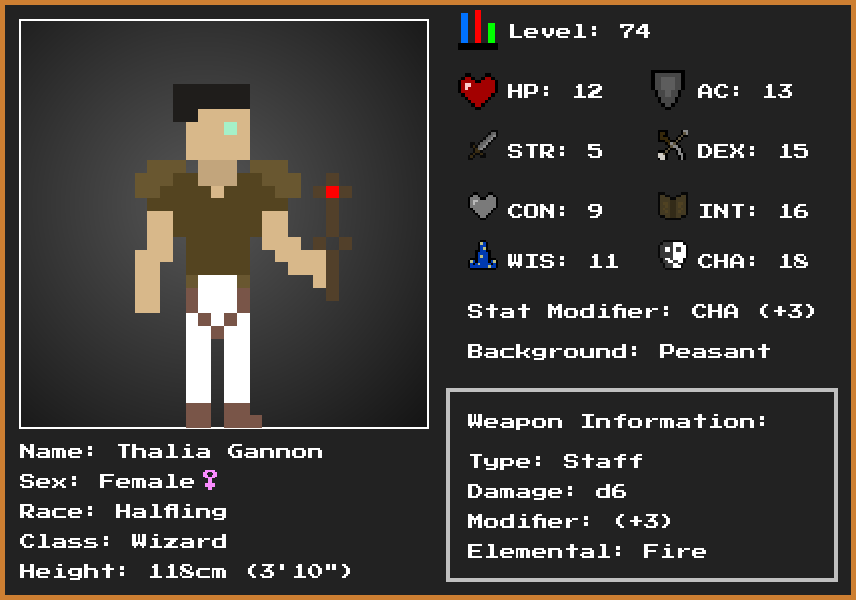 Level: 74
HP: 12
AC: 13
STR: 5
DEX: 15
CON: 9
INT: 16
WIS: 11
CHA: 18
Stat Modifier: CHA (+3)
Background: Peasant
Weapon Information:
Type: Staff
Damage: d6
Modifier: (+3)
Elemental: Fire
Name: Thalia Gannon
Sex: Female♀
Race: Halfling
Class: Wizard
Height: 118cm (3'10")